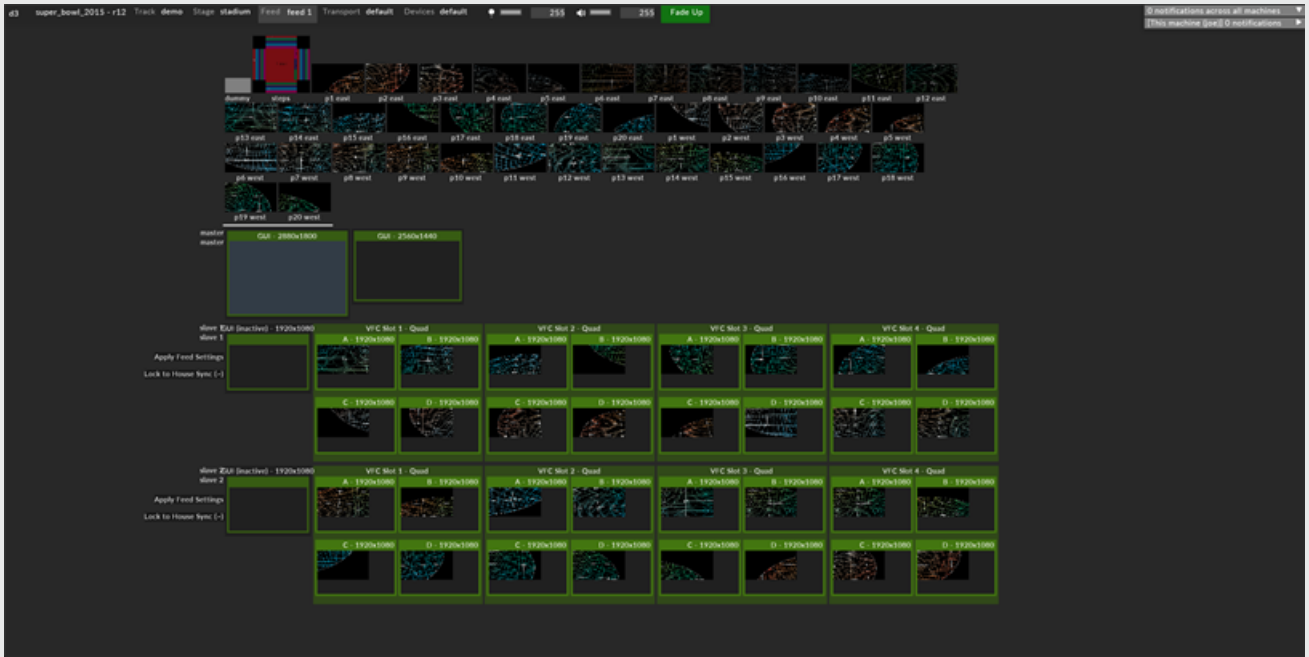 d3 super_bowl_2015 - r12 Track demo Stage stadium Feed feed 1 Transport default Devices default 255 255 Fade Up
0 notifications across all machines
[This machine (joe)] 0 notifications
dummy steps p1 east p2 east p3 east p4 east p5 east p6 east p7 east p8 east p9 east p10 east p11 east p12 east
p13 east p14 east p15 east p16 east p17 east p18 east p19 east p20 east p1 west p2 west p3 west p4 west p5 west
p6 west p7 west p8 west p9 west p10 west p11 west p12 west p13 west p14 west p15 west p16 west p17 west p18 west
p19 west p20 west
master GUI - 2880x1800 GUI - 2560x1440
master
slave GUI (inactive) - 1920x1080 VFC Slot 1 - Quad VFC Slot 2 - Quad VFC Slot 3 - Quad VFC Slot 4 - Quad
slave 1 A - 1920x1080 B - 1920x1080 A - 1920x1080 B - 1920x1080 A - 1920x1080 B - 1920x1080 A - 1920x1080 B - 1920x1080
Apply Feed Settings
Lock to House Sync (-)
C - 1920x1080 D - 1920x1080 C - 1920x1080 D - 1920x1080 C - 1920x1080 D - 1920x1080 C - 1920x1080 D - 1920x1080
slave 2 GUI (inactive) - 1920x1080 VFC Slot 1 - Quad VFC Slot 2 - Quad VFC Slot 3 - Quad VFC Slot 4 - Quad
slave 2 A - 1920x1080 B - 1920x1080 A - 1920x1080 B - 1920x1080 A - 1920x1080 B - 1920x1080 A - 1920x1080 B - 1920x1080
Apply Feed Settings
Lock to House Sync (-)
C - 1920x1080 D - 1920x1080 C - 1920x1080 D - 1920x1080 C - 1920x1080 D - 1920x1080 C - 1920x1080 D - 1920x1080